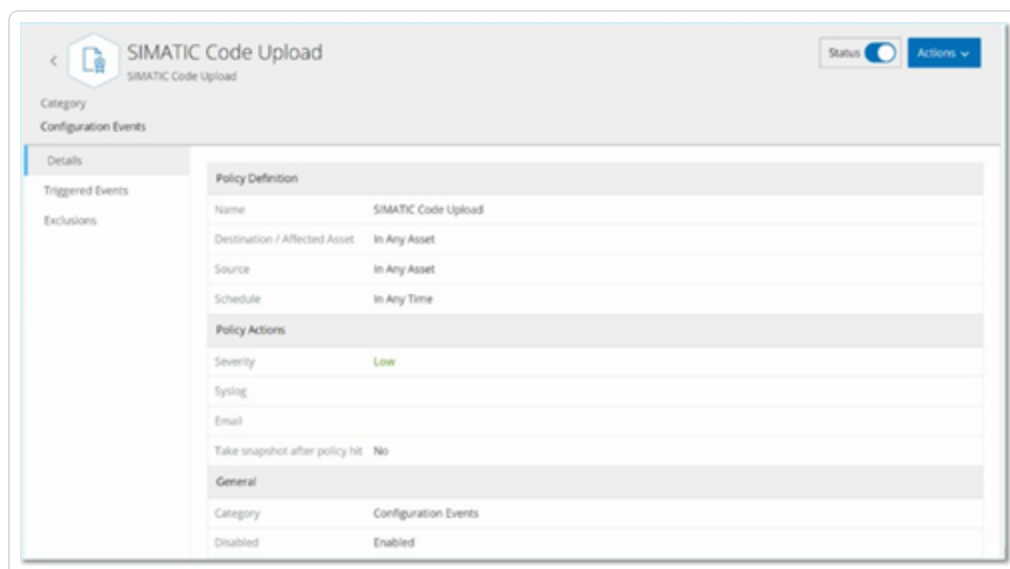 SIMATIC Code Upload
SIMATIC Code Upload
Status
Actions
Category
Configuration Events
Details
Triggered Events
Exclusions
Policy Definition
Name SIMATIC Code Upload
Destination / Affected Asset In Any Asset
Source In Any Asset
Schedule In Any Time
Policy Actions
Severity Low
Syslog
Email
Take snapshot after policy hit No
General
Category Configuration Events
Disabled Enabled